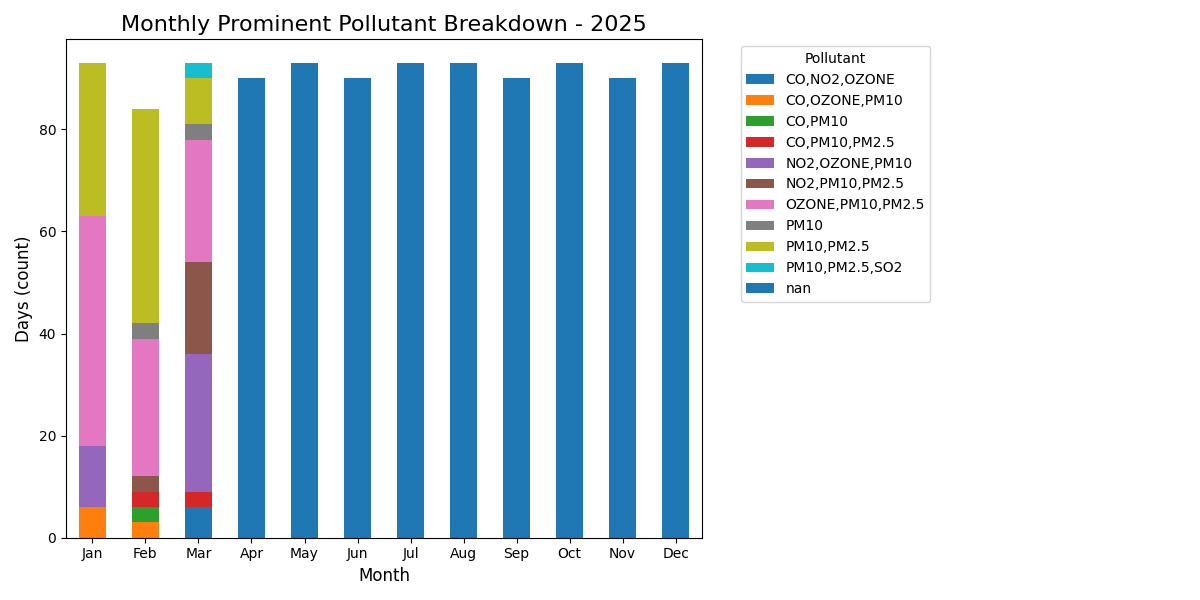 Monthly Prominent Pollutant Breakdown - 2025
Days (count)
80
60
40
20
0
Jan Feb Mar Apr May Jun Jul Aug Sep Oct Nov Dec
Month
Pollutant
CO,NO2,OZONE
CO,OZONE,PM10
CO,PM10
CO,PM10,PM2.5
NO2,OZONE,PM10
NO2,PM10,PM2.5
OZONE,PM10,PM2.5
PM10
PM10,PM2.5
PM10,PM2.5,SO2
nan